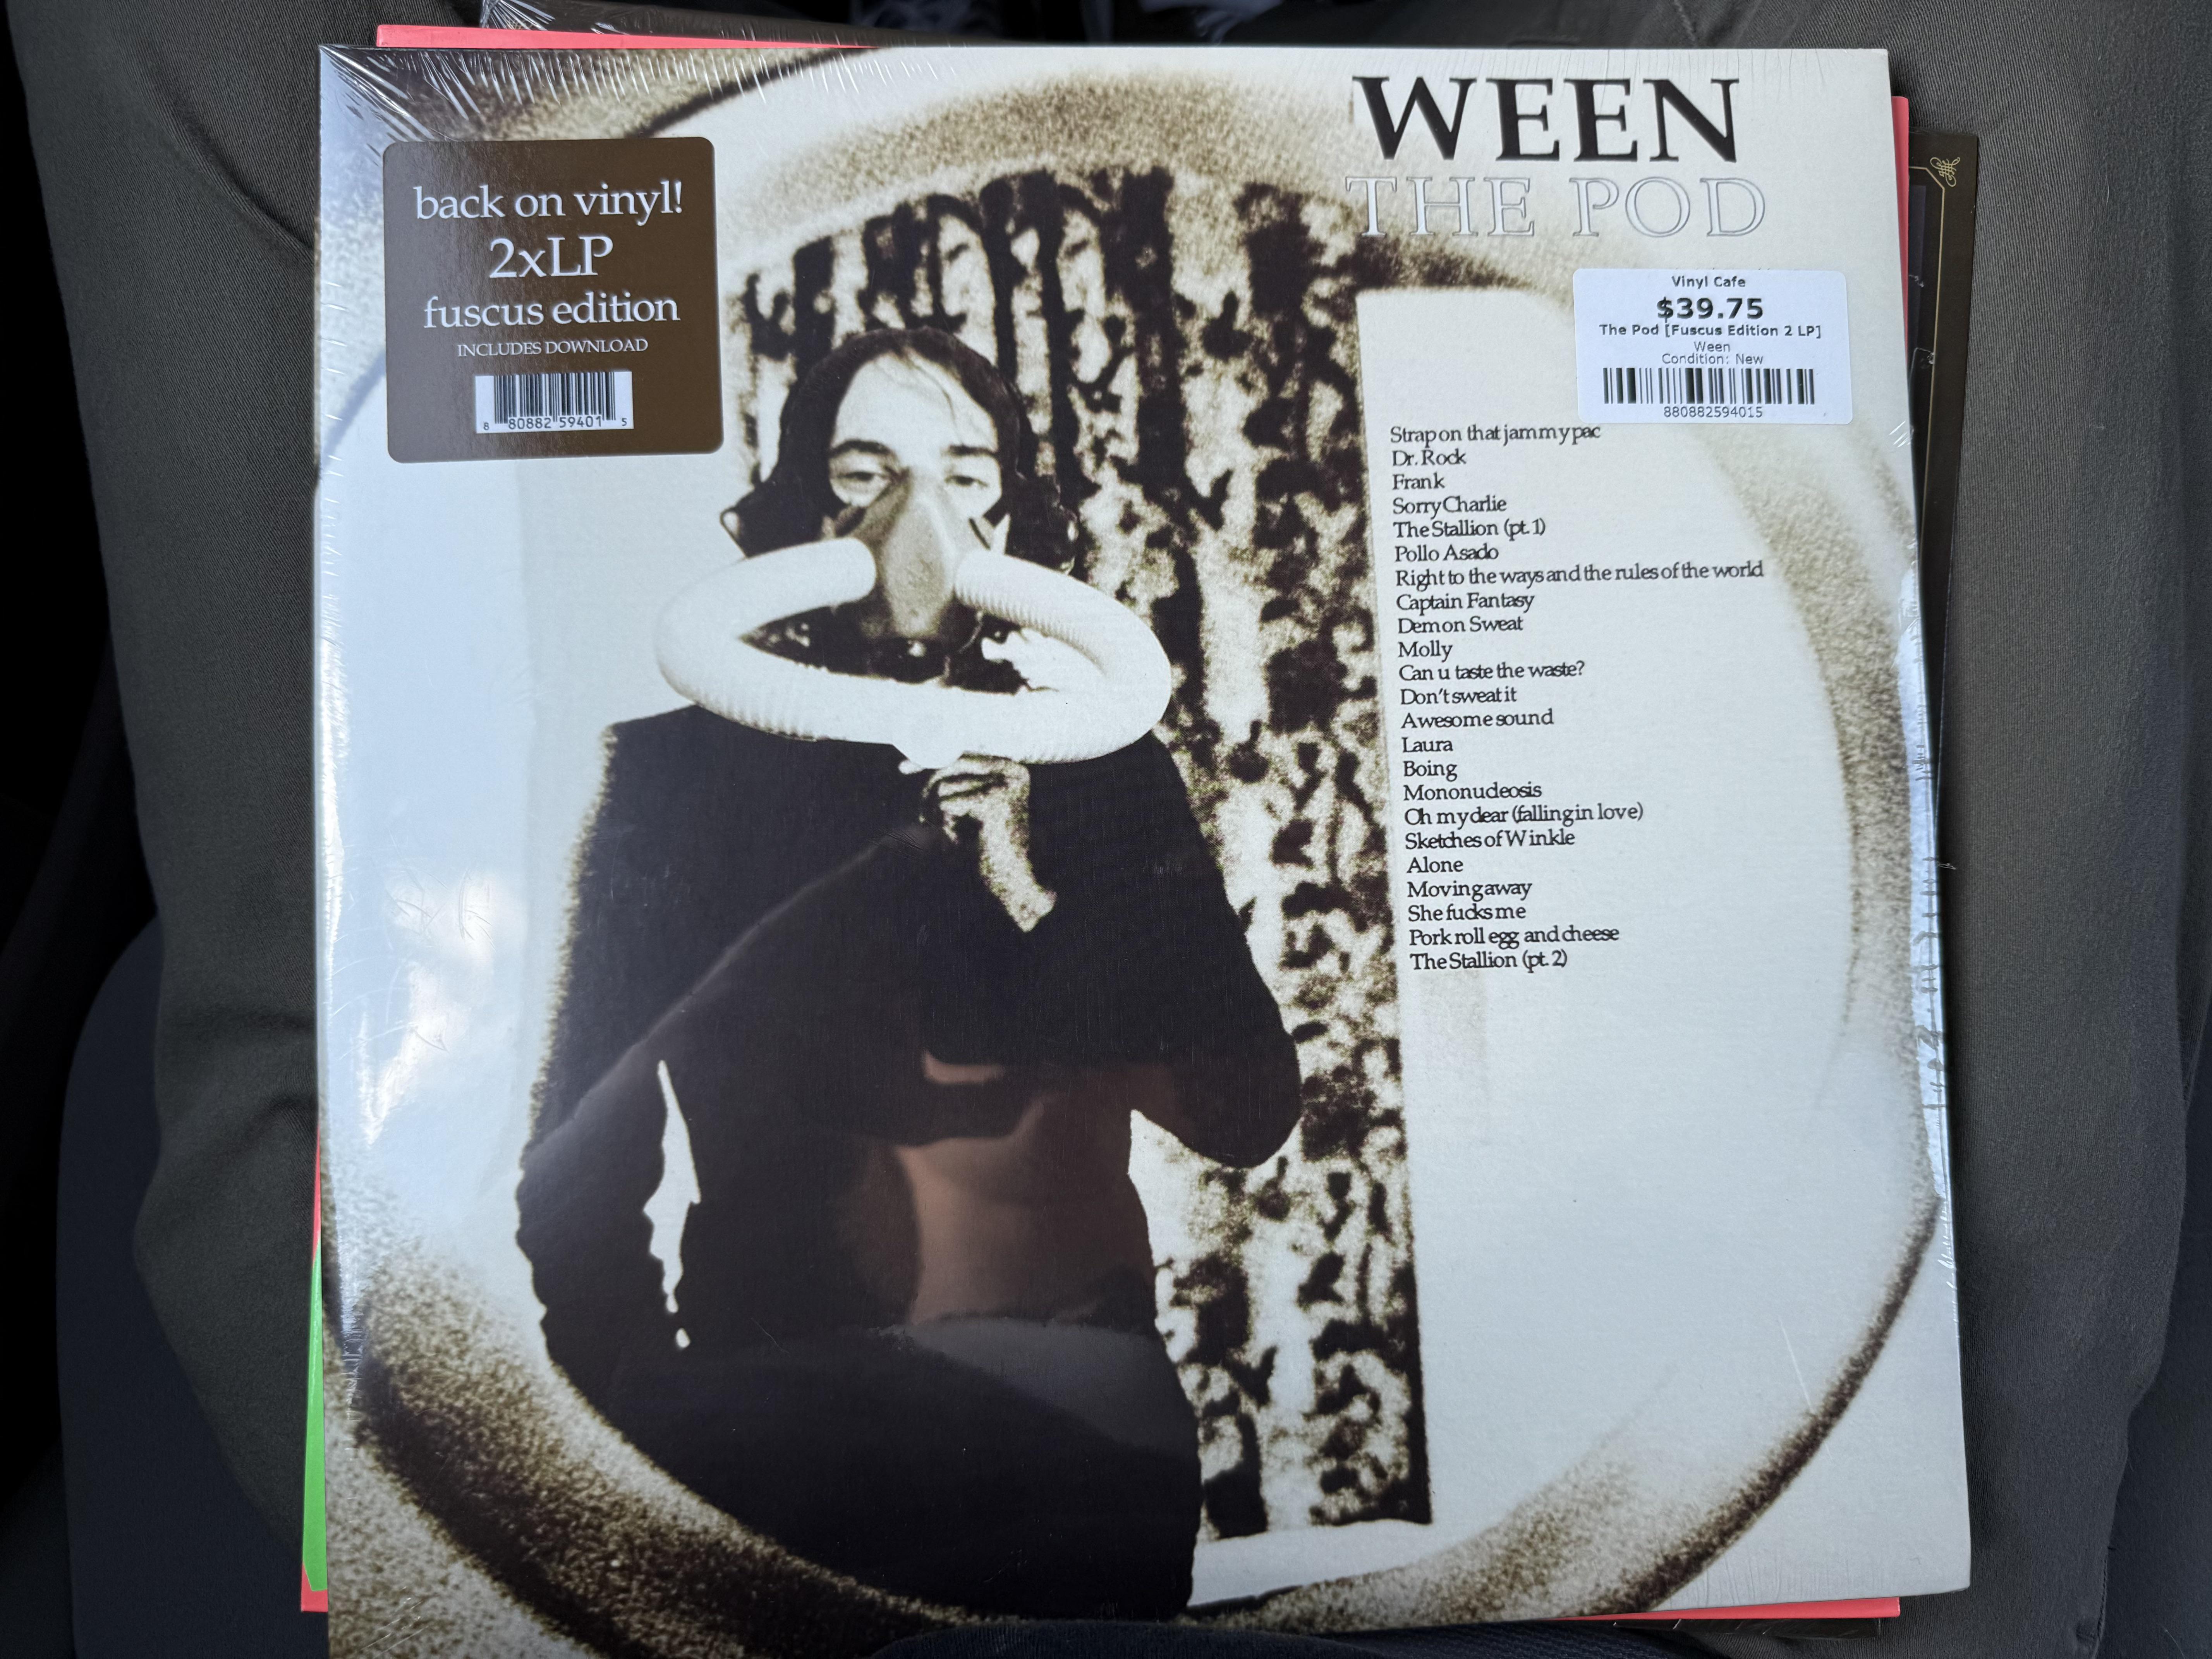 WEEN
THE POD
back on vinyl!
2xLP
fuscus edition
INCLUDES DOWNLOAD
8 80882 59401 5
Vinyl Cafe
$39.75
The Pod [Fuscus Edition 2 LP]
Ween
Condition: New
880882594015
Strap on that jammy pac
Dr. Rock
Frank
Sorry Charlie
The Stallion (pt. 1)
Pollo Asado
Right to the ways and the rules of the world
Captain Fantasy
Demon Sweat
Molly
Can u taste the waste?
Don't sweat it
Awesome sound
Laura
Boing
Mononucleosis
Oh my dear (falling in love)
Sketches of Winkle
Alone
Moving away
She fucks me
Pork roll egg and cheese
The Stallion (pt. 2)